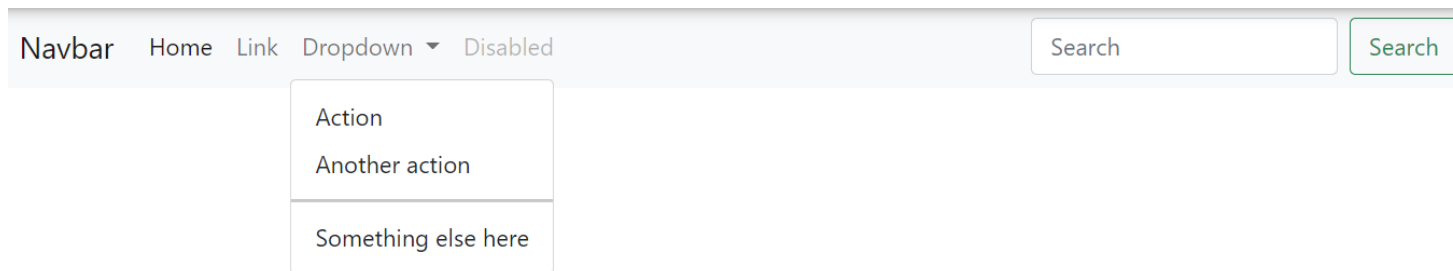 Navbar Home Link Dropdown Disabled Search Search
Action
Another action
Something else here